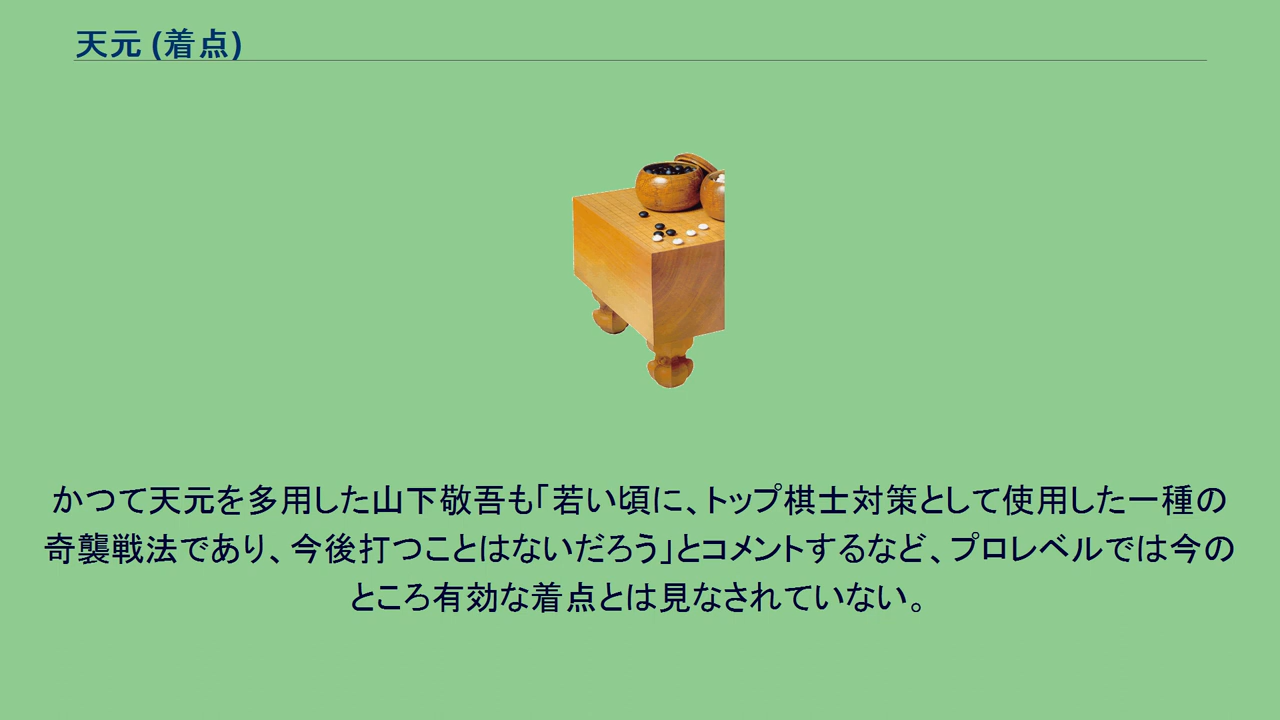 天元 (着点)
かつて天元を多用した山下敬吾も「若い頃に、トップ棋士対策として使用した一種の
奇襲戦法であり、今後打つことはないだろう」とコメントするなど、プロレベルでは今の
ところ有効な着点とは見なされていない。